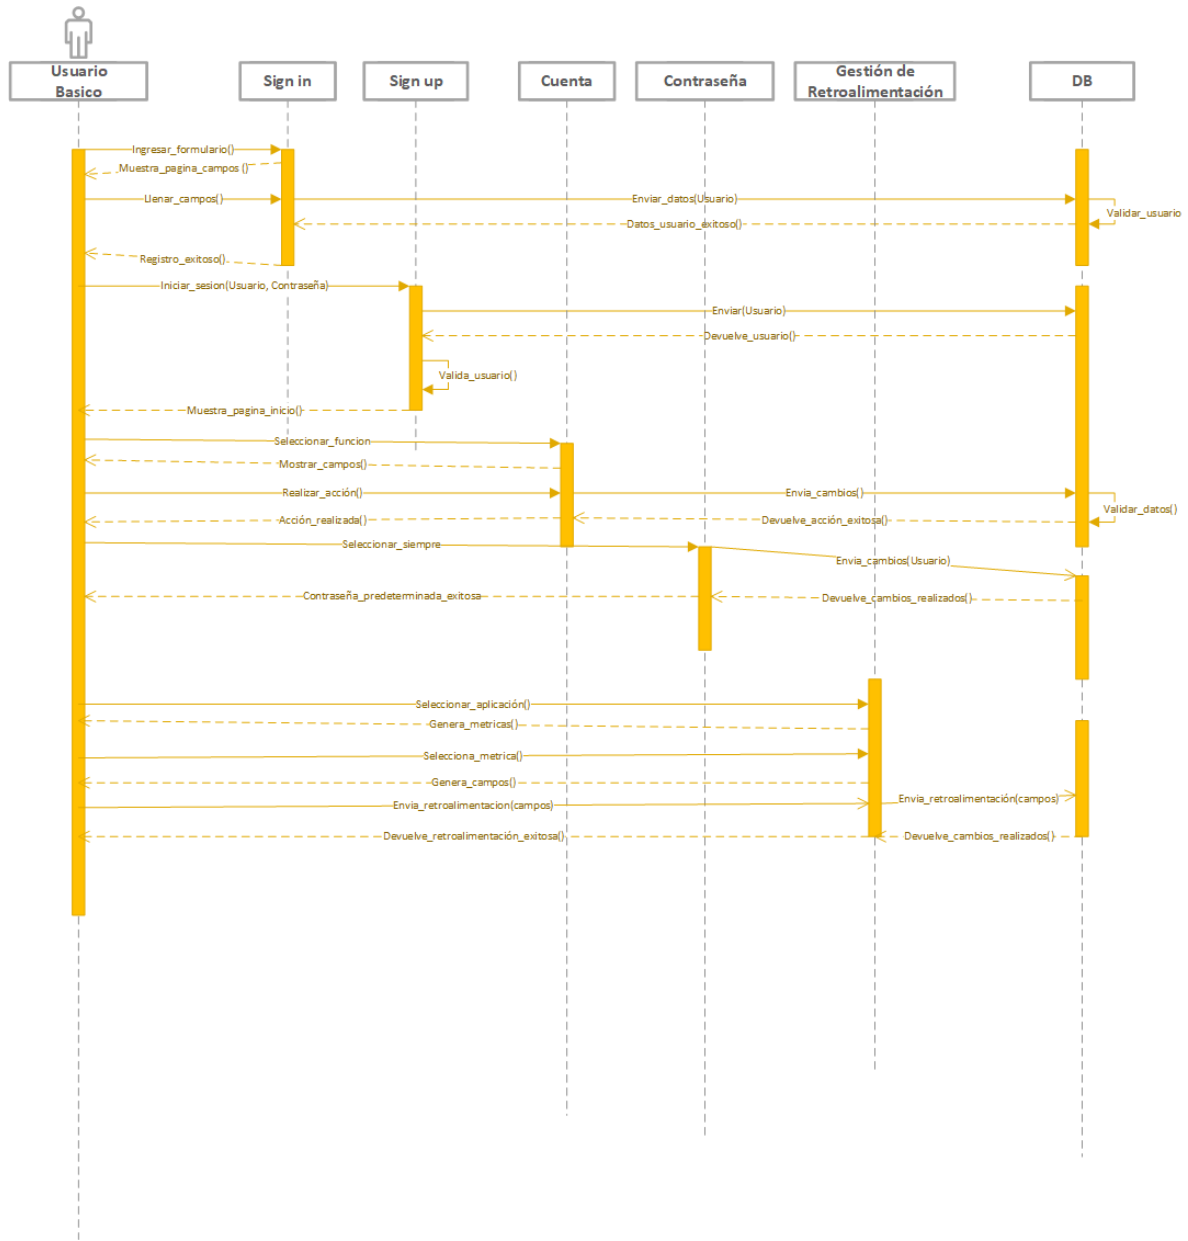 Usuario
Basico
Sign in
Sign up
Cuenta
Contraseña
Gestión de
Retroalimentación
DB
Ingresar_formulario()
Muestra_pagina_campos ()
Llenar_campos()
Enviar_datos(Usuario)
Validar_usuario
Datos_usuario_exitoso()
Registro_exitoso()
Iniciar_sesion(Usuario, Contraseña)
Enviar(Usuario)
Devuelve_usuario()
Valida_usuario()
Muestra_pagina_inicio()
Seleccionar_funcion
Mostrar_campos()
Realizar_acción()
Envia_cambios()
Validar_datos()
Acción_realizada()
Devuelve_acción_exitosa()
Seleccionar_siempre
Envia_cambios(Usuario)
Contraseña_predeterminada_exitosa
Devuelve_cambios_realizados()
Seleccionar_aplicación()
Genera_metricas()
Selecciona_metrica()
Genera_campos()
Envia_retroalimentacion(campos)
Envia_retroalimentación(campos)
Devuelve_retroalimentación_exitosa()
Devuelve_cambios_realizados()